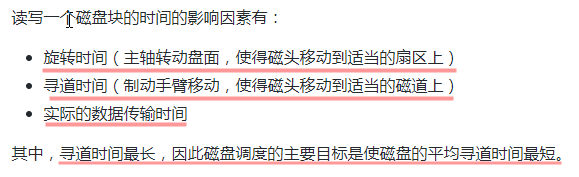 读写一个磁盘块的时间的影响因素有：
旋转时间（主轴转动盘面，使得磁头移动到适当的扇区上）
寻道时间（制动手臂移动，使得磁头移动到适当的磁道上）
实际的数据传输时间
其中，寻道时间最长，因此磁盘调度的主要目标是使磁盘的平均寻道时间最短。